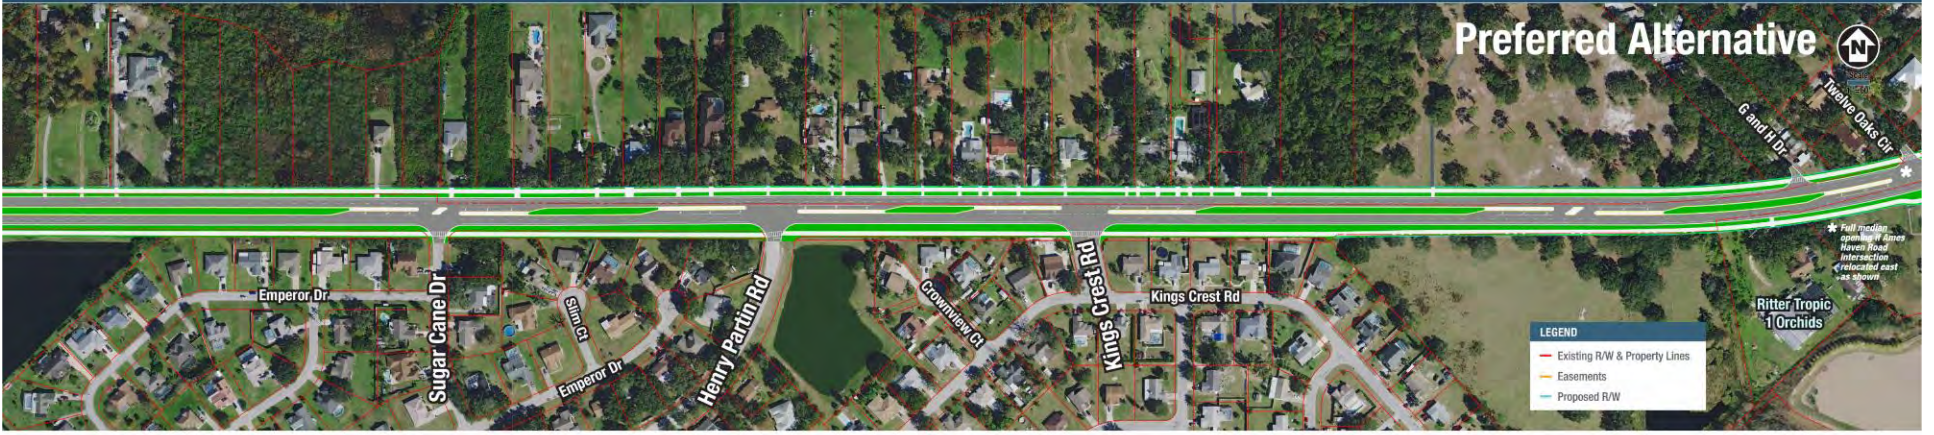 Preferred Alternative
N
Twelve Oaks Cir
G and H Dr
* Full median
opening if Ames
Haven Road
intersection
relocated east
as shown
*
Emperor Dr
Sugar Cane Dr
Slim Ct
Emperor Dr
Henry Partin Rd
Crownview Ct
Kings Crest Rd
Kings Crest Rd
Ritter Tropic
1 Orchids
LEGEND
Existing R/W & Property Lines
Easements
Proposed R/W